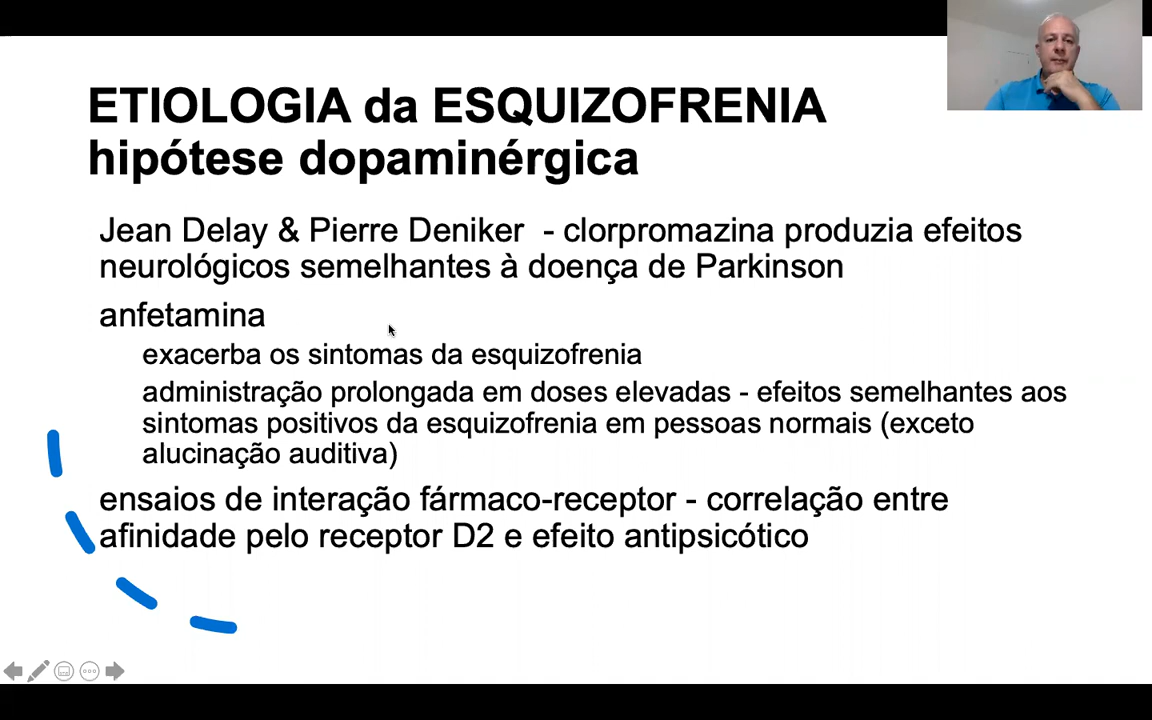 ETIOLOGIA da ESQUIZOFRENIA
hipótese dopaminérgica
Jean Delay & Pierre Deniker - clorpromazina produzia efeitos
neurológicos semelhantes à doença de Parkinson
anfetamina
exacerba os sintomas da esquizofrenia
administração prolongada em doses elevadas - efeitos semelhantes aos
sintomas positivos da esquizofrenia em pessoas normais (exceto
alucinação auditiva)
ensaios de interação fármaco-receptor - correlação entre
afinidade pelo receptor D2 e efeito antipsicótico